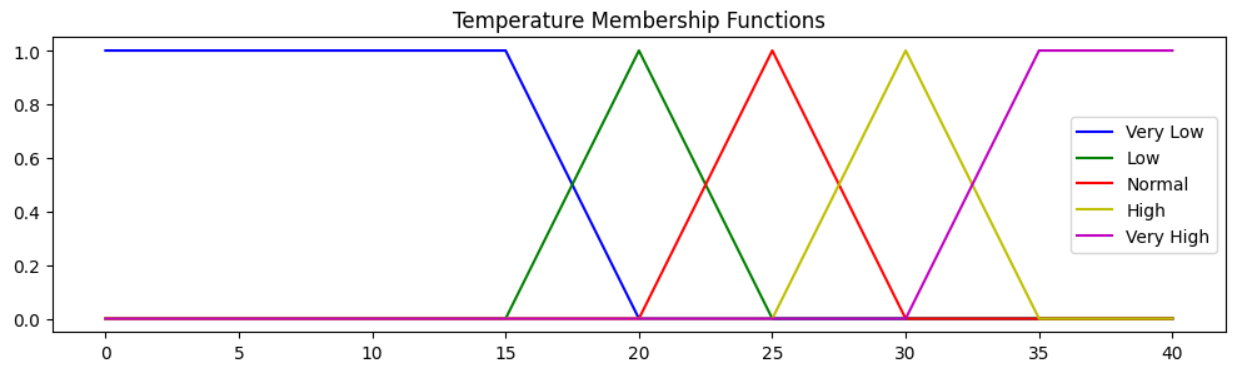 Temperature Membership Functions
1.0
0.8
0.6
0.4
0.2
0.0
Very Low
Low
Normal
High
Very High
0 5 10 15 20 25 30 35 40